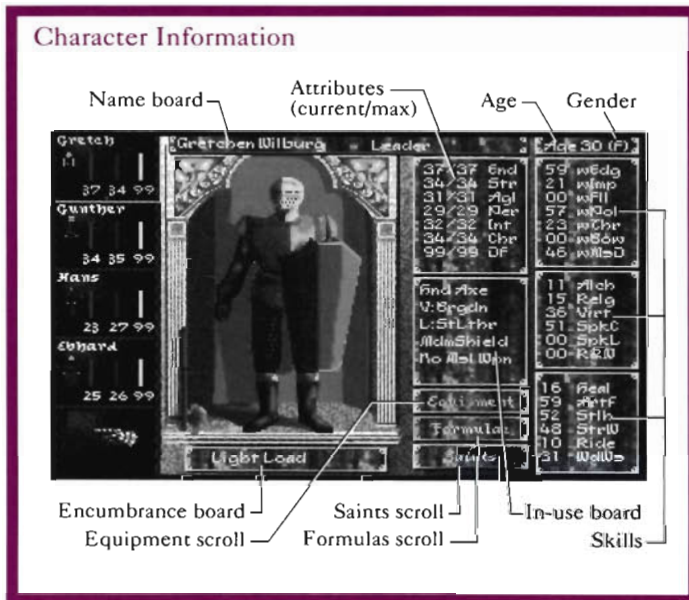 Character Information
Attributes
(current/max)
Name board
Age
Gender
Gretch
37 34 99
Gunther
34 35 99
Hans
23 27 99
Ebhard
25 26 99
Gretchen Wilburg - Leader
Age 30 (F)
37/37 End
34/34 Str
31/31 Agl
29/29 Per
32/32 Int
34/34 Chr
99/99 DF
Hnd Axe
V:Brgdn
L:StLthr
MdmShield
No MslWpn
Equipment
Formulae
Saints
59 wEdg
21 wImp
00 wFll
57 wPol
23 wThr
00 wBow
46 wMsD
11 Alch
15 Relg
36 Virt
51 SpkC
00 SpkL
00 R&W
16 Heal
59 Artf
52 Stlh
48 StrW
10 Ride
31 WdWs
Light Load
Encumbrance board
Saints scroll
In-use board
Equipment scroll
Formulas scroll
Skills